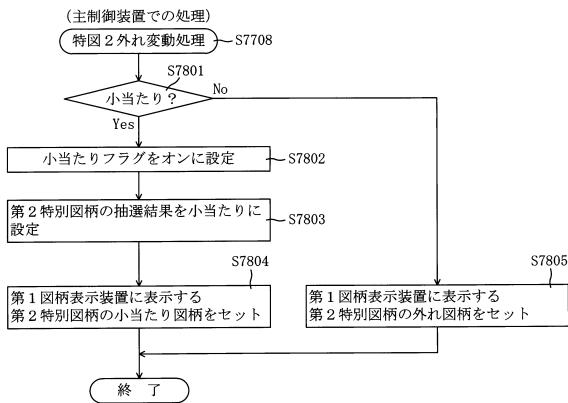 (主制御装置での処理)
特図2外れ変動処理
S7708
S7801
小当たり?
No
Yes
小当たりフラグをオンに設定
S7802
第2特別図柄の抽選結果を小当たりに
設定
S7803
S7804
第1図柄表示装置に表示する
第2特別図柄の小当たり図柄をセット
S7805
第1図柄表示装置に表示する
第2特別図柄の外れ図柄をセット
終 了